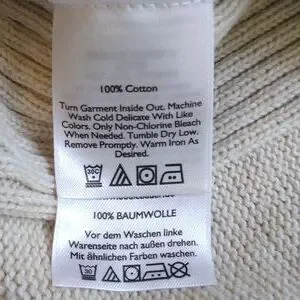 100% Cotton
Turn Garment Inside Out. Machine
Wash Cold Delicate With Like
Colors. Only Non-Chlorine Bleach
When Needed. Tumble Dry Low.
Remove Promptly. Warm Iron As
Desired.
30C
100% BAUMWOLLE
Vor dem Waschen linke
Warenseite nach außen drehen.
Mit ähnlichen Farben waschen.
30